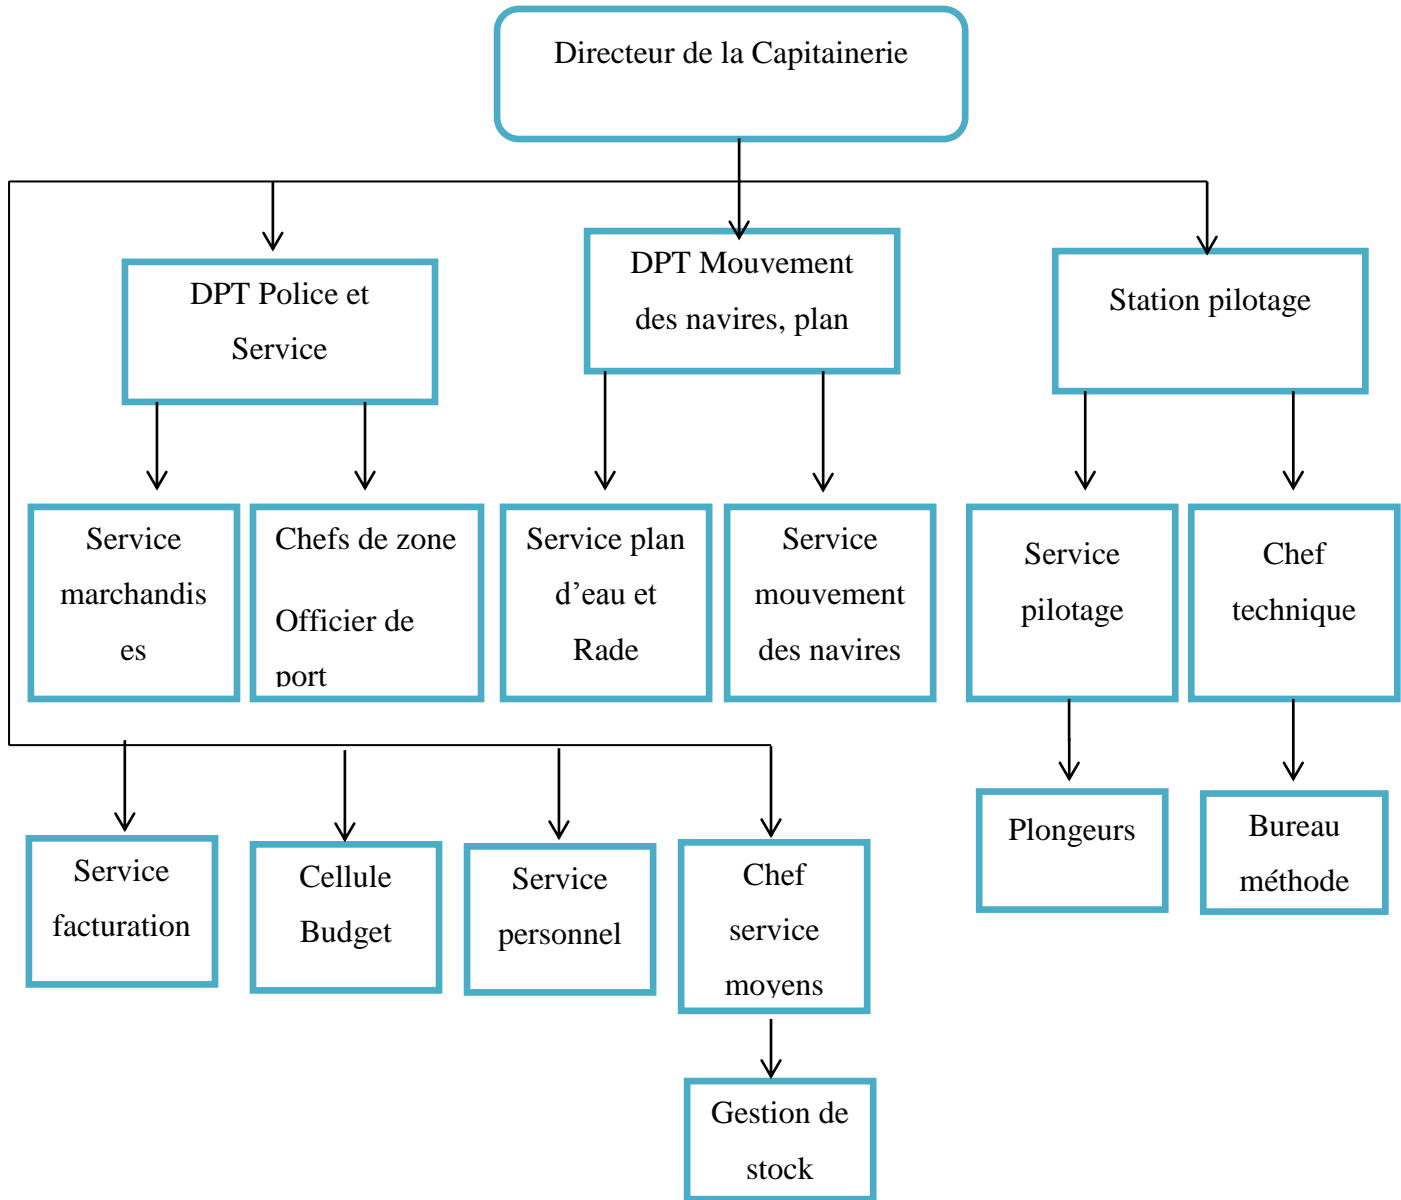 Directeur de la Capitainerie
DPT Police et
Service
DPT Mouvement
des navires, plan
Station pilotage
Service
marchandis
es
Chefs de zone
Officier de
port
Service plan
d’eau et
Rade
Service
mouvement
des navires
Service
pilotage
Chef
technique
Service
facturation
Cellule
Budget
Service
personnel
Chef
service
moyens
Plongeurs
Bureau
méthode
Gestion de
stock